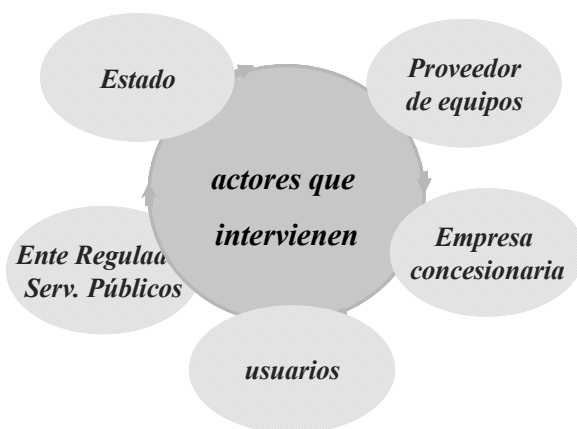 Estado
Proveedor
de equipos
actores que
intervienen
Ente Regulad
Serv. Públicos
Empresa
concesionaria
usuarios